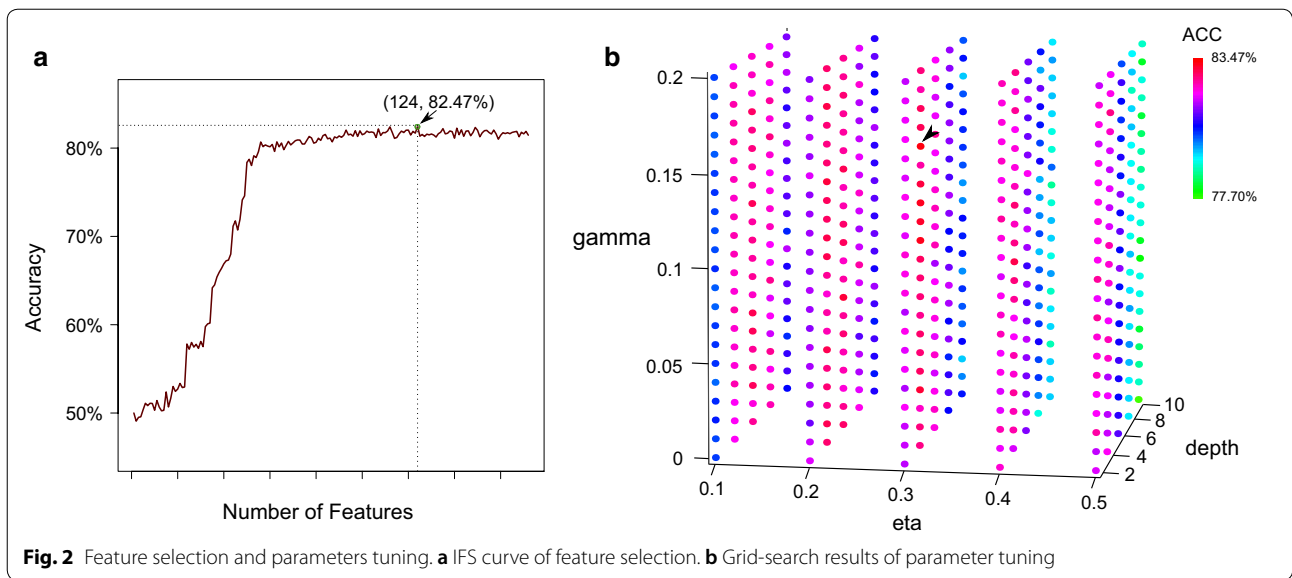 a
(124, 82.47%)
80%
70%
60%
50%
Accuracy
Number of Features
b
ACC
83.47%
77.70%
0.2
0.15
gamma
0.1
0.05
0
0.1
0.2
0.3
0.4
0.5
eta
10
8
6
4
2
depth
Fig. 2 Feature selection and parameters tuning. a IFS curve of feature selection. b Grid-search results of parameter tuning